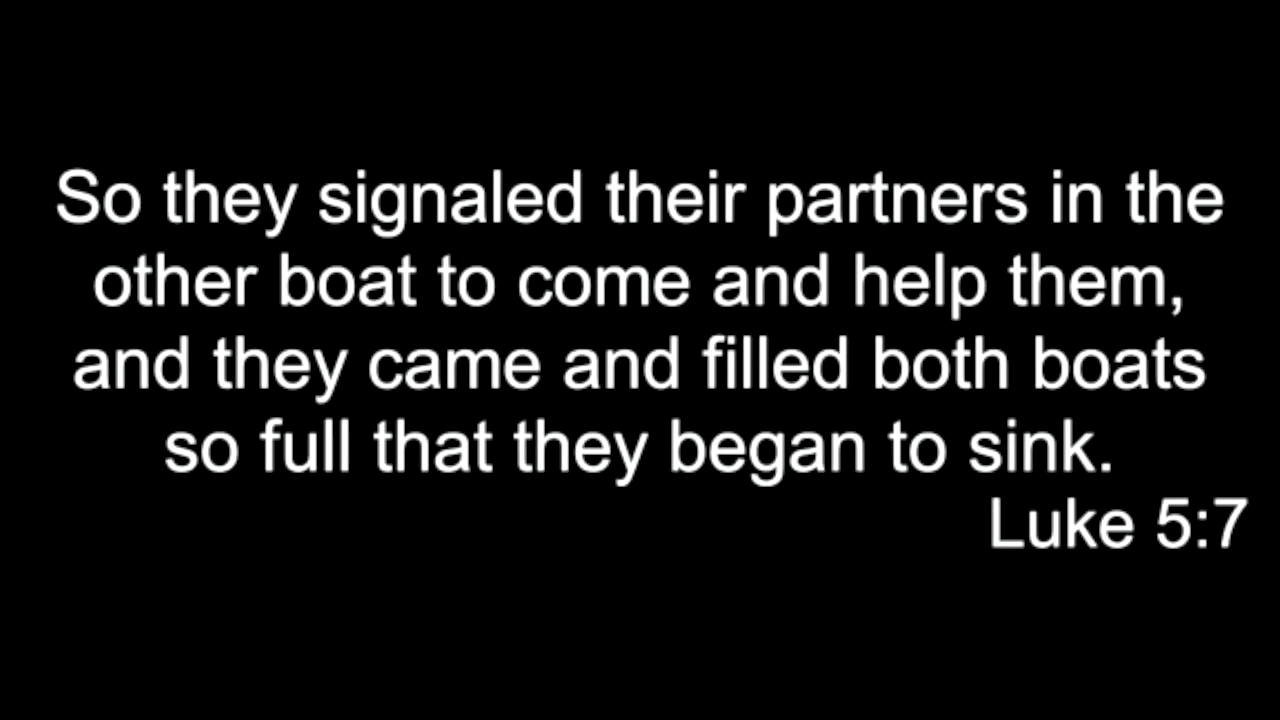 So they signaled their partners in the
other boat to come and help them,
and they came and filled both boats
so full that they began to sink.
Luke 5:7